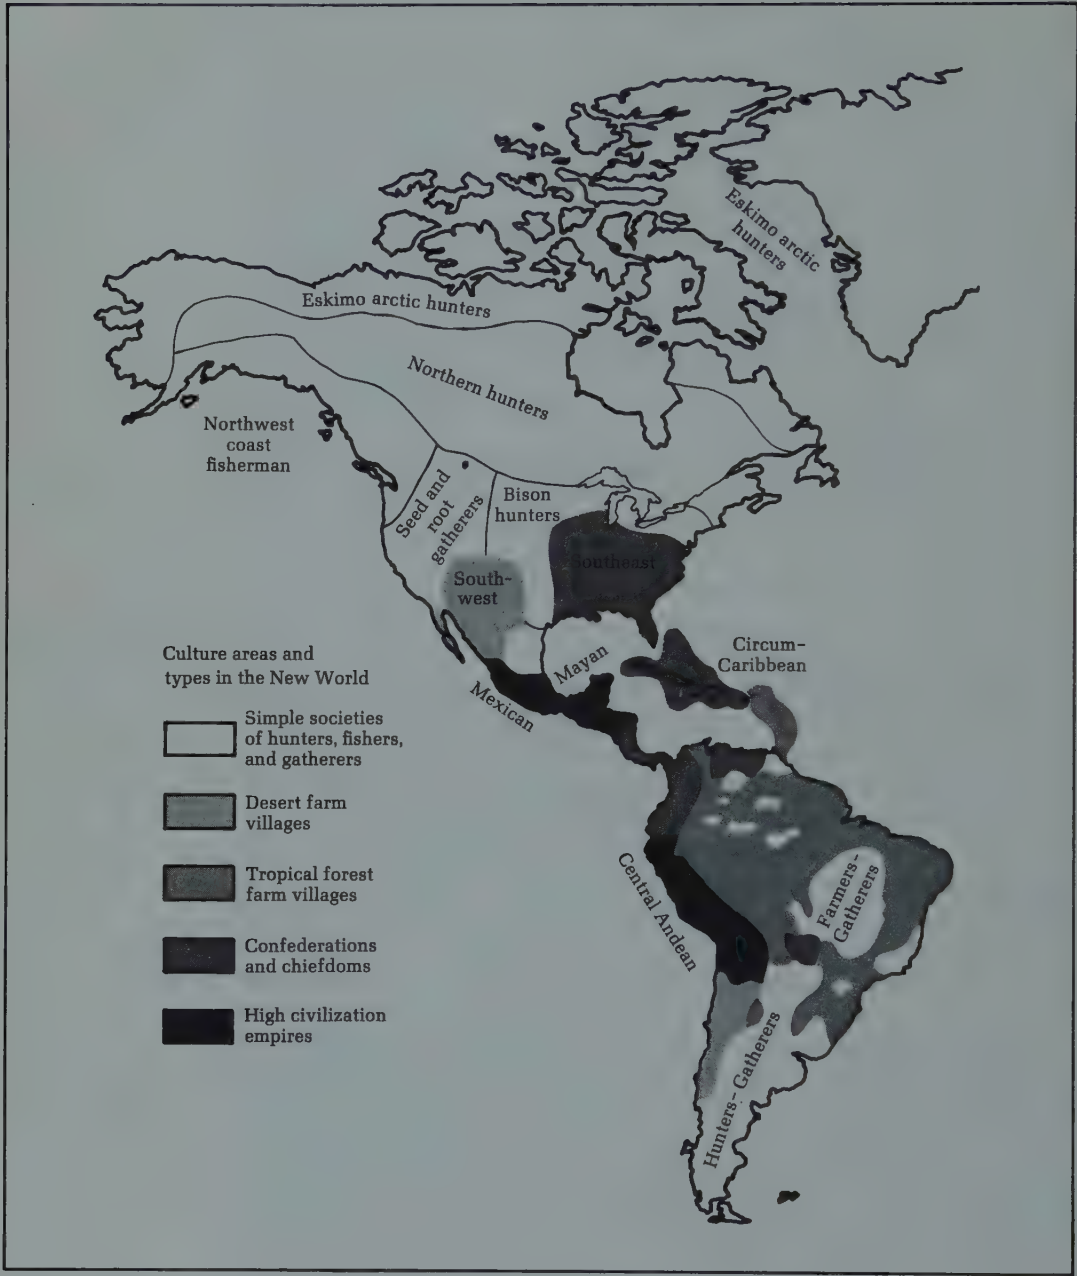 Eskimo arctic
hunters
Eskimo arctic hunters
Northern hunters
Northwest
coast
fisherman
Seed and
root
gatherers
Bison
hunters
Southeast
South-
west
Circum-
Caribbean
Mayan
Mexican
Culture areas and
types in the New World
Simple societies
of hunters, fishers,
and gatherers
Desert farm
villages
Tropical forest
farm villages
Confederations
and chiefdoms
High civilization
empires
Central Andean
Farmers-
Gatherers
Hunters-Gatherers